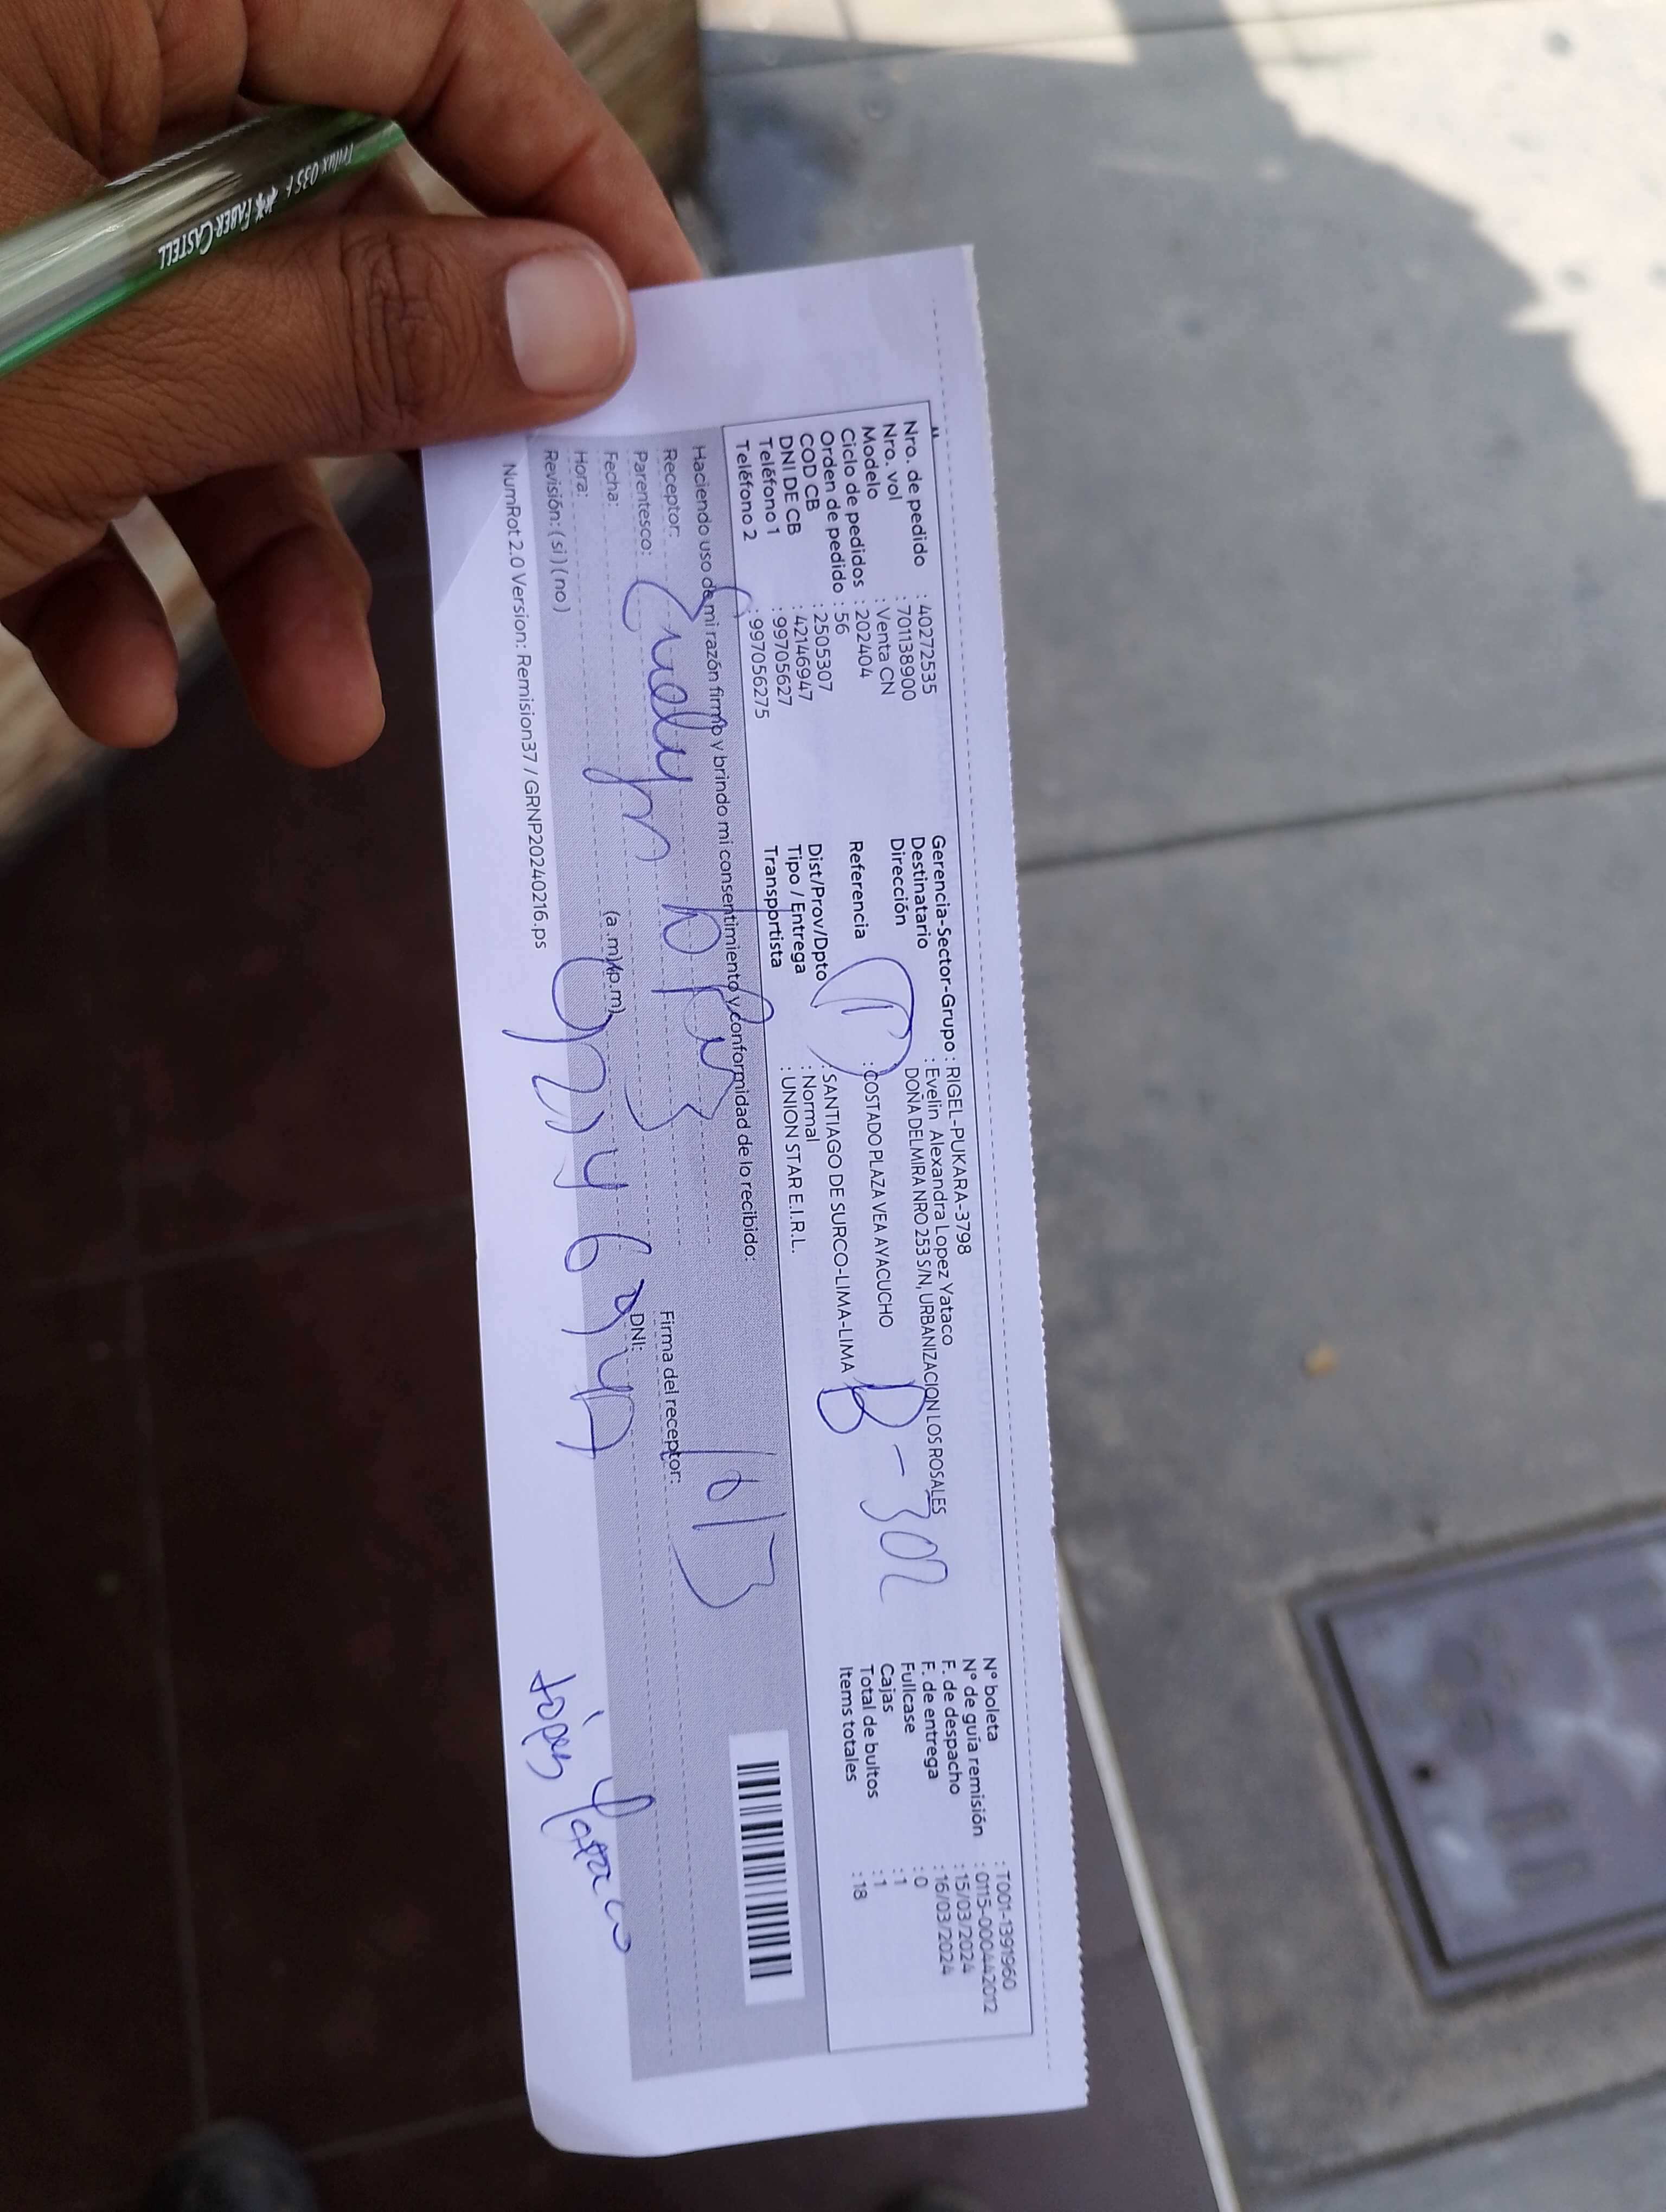 Nro. de pedido : 40272535
Nro. vol : 701138900
Modelo : Venta CN
Ciclo de pedidos : 202404
Orden de pedido : 56
COD CB : 2505307
DNI DE CB : 42146947
Teléfono 1 : 99705627
Teléfono 2 : 997056275
Gerencia-Sector-Grupo : RIGEL -PUKARA-3798
Destinatario : Evelin Alexandra Lopez Yataco
Dirección : DOÑA DELMIRA NRO 253 S/N, URBANIZACION LOS ROSALES
Referencia : COSTADO PLAZA VEA AYACUCHO
Dist/Prov/Dpto : SANTIAGO DE SURCO-LIMA-LIMA
Tipo / Entrega : Normal
Transportista : UNION STAR E.I.R.L.
B-302
N° boleta : T001-1391960
N° de guía remisión : 0115-000442012
F. de despacho : 15/03/2024
F. de entrega : 16/03/2024
Fullcase : 0
Cajas : 1
Total de bultos : 1
Items totales : 18
Haciendo uso de mi razón firmo y brindo mi consentimiento y conformidad de lo recibido:
Receptor:
Parentesco:
Fecha:
Hora: (a.m)(p.m)
Revisión: (si) (no)
Firma del receptor:
DNI:
López Yataco
NumRot 2.0 Version: Remision37 / GRNP20240216.ps
Trilux 035 F FABER-CASTELL